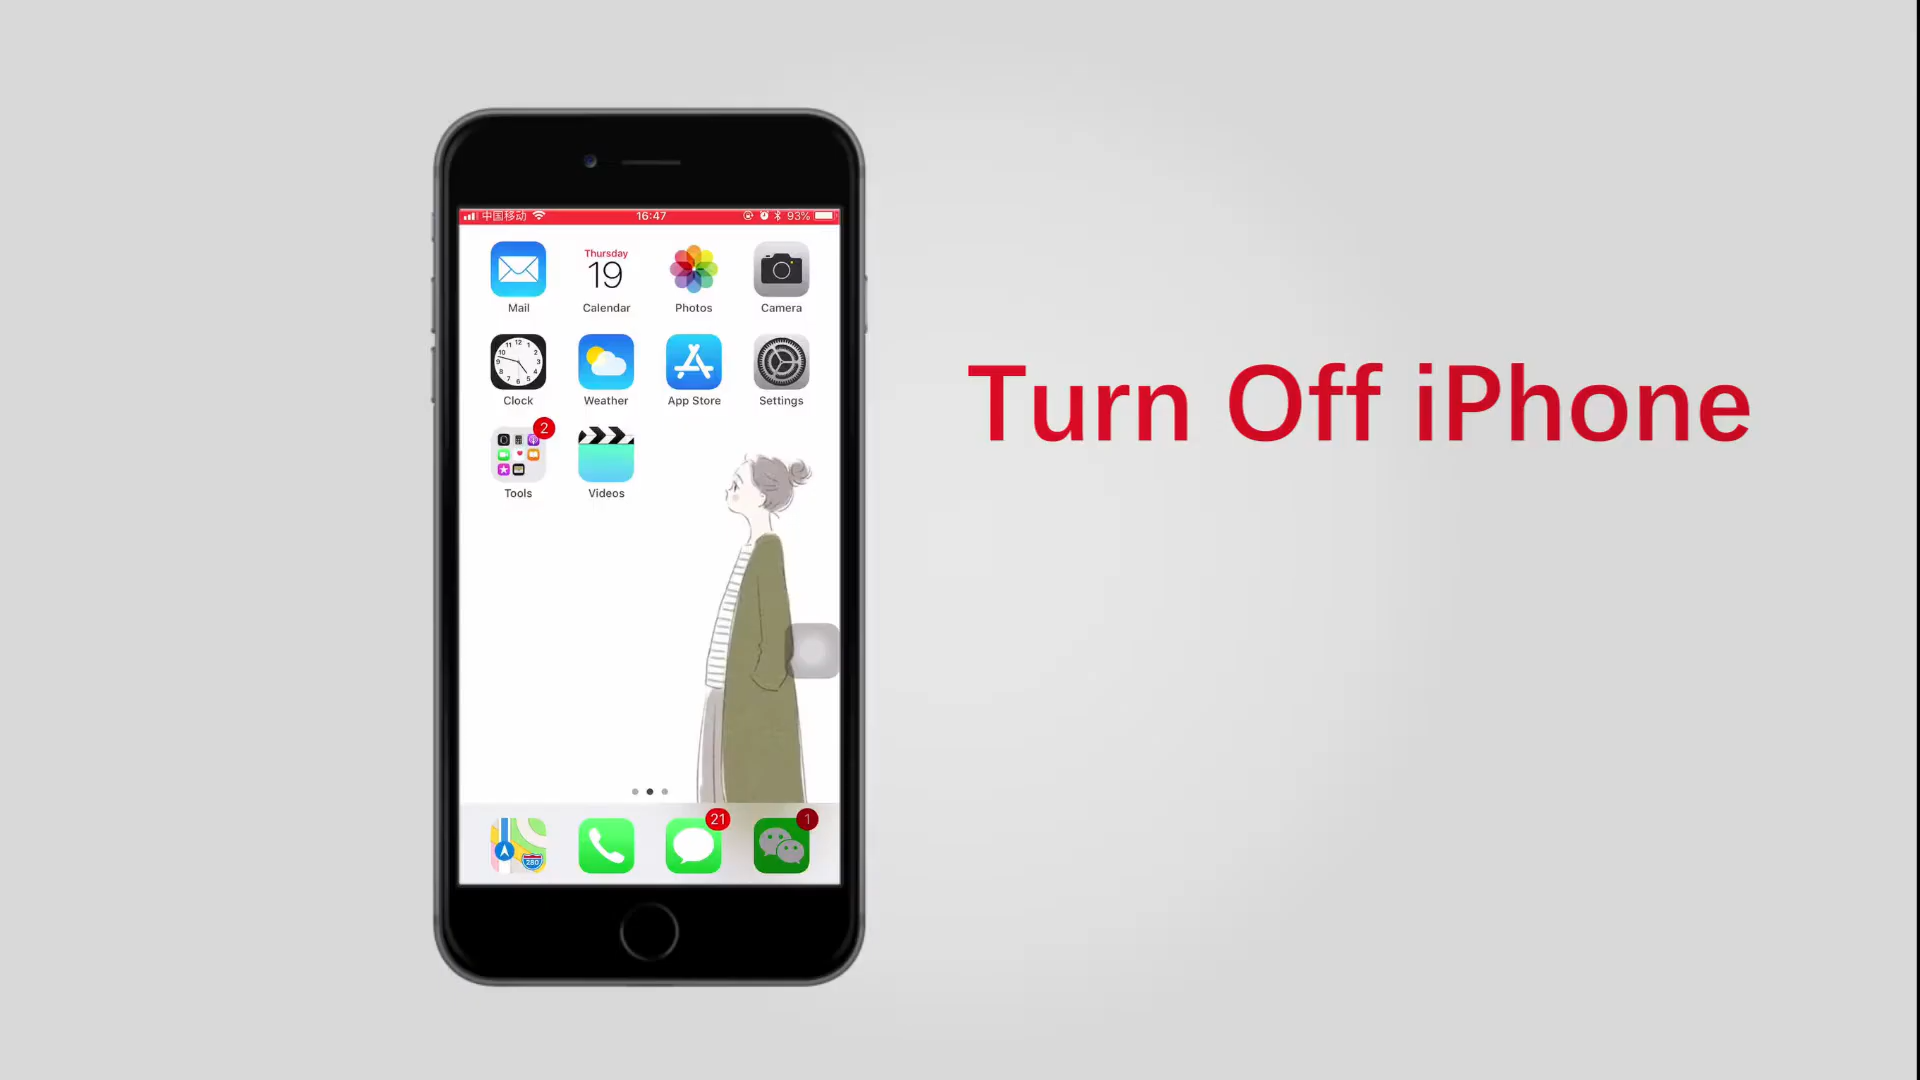 中国移动 16:47 93%
Thursday
19
Mail Calendar Photos Camera
Clock Weather App Store Settings
2
Tools Videos
21 1
280
Turn Off iPhone